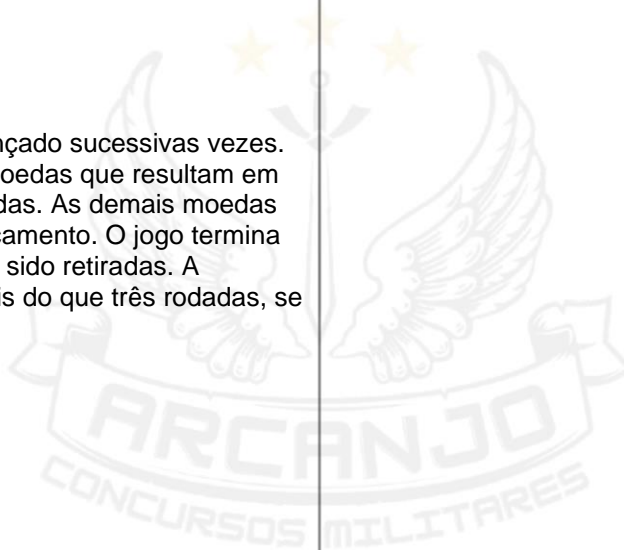 nçado sucessivas vezes.
oedas que resultam em
das. As demais moedas
camento. O jogo termina
sido retiradas. A
is do que três rodadas, se
ARCANJO
CONCURSOS MILITARES